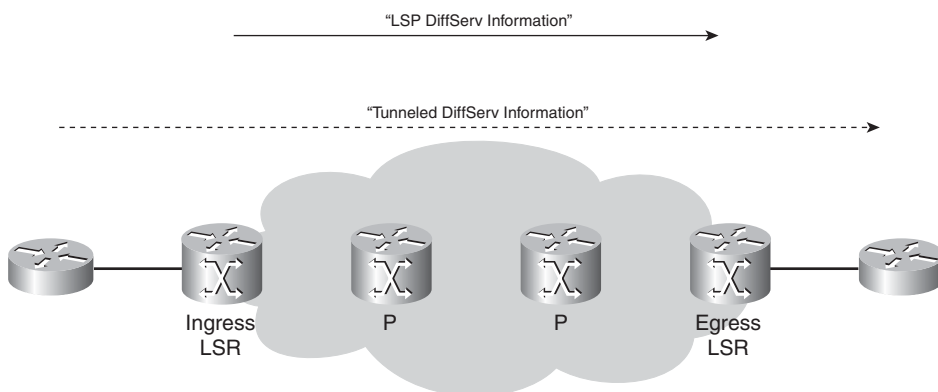 “LSP DiffServ Information”
“Tunneled DiffServ Information”
Ingress
LSR
P
P
Egress
LSR